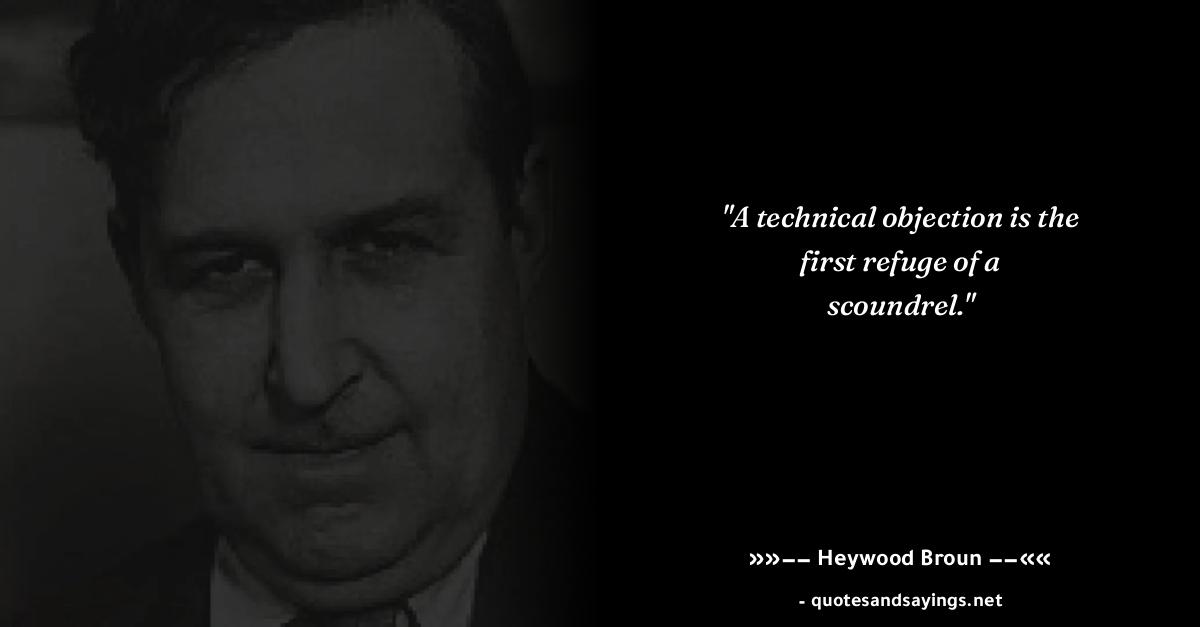 "A technical objection is the
first refuge of a
scoundrel."
»»−− Heywood Broun −−««
- quotesandsayings.net